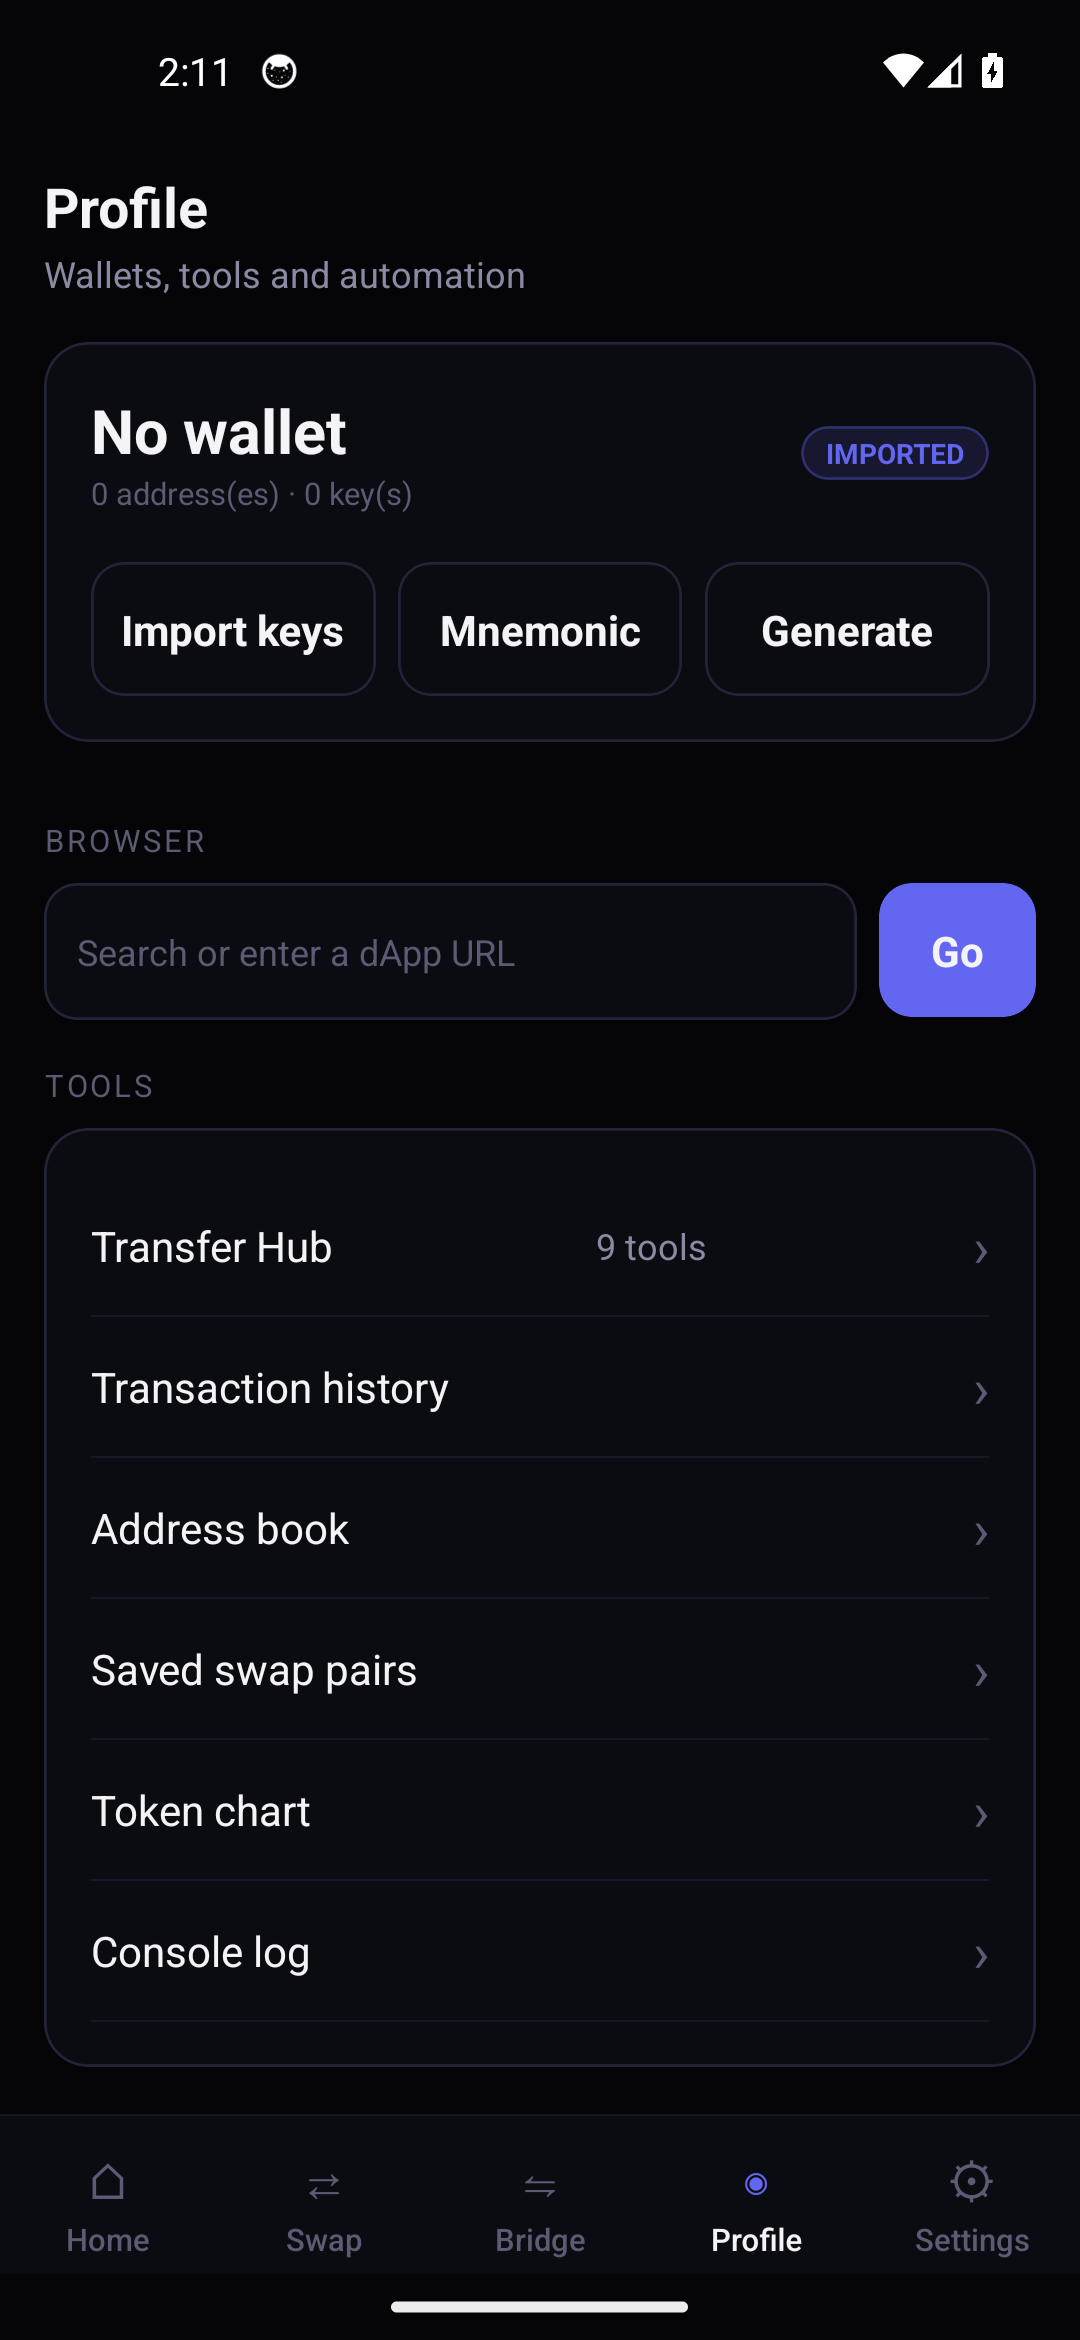 2:11
Profile
Wallets, tools and automation
No wallet
IMPORTED
0 address(es) · 0 key(s)
Import keys
Mnemonic
Generate
BROWSER
Search or enter a dApp URL
Go
TOOLS
Transfer Hub 9 tools ›
Transaction history ›
Address book ›
Saved swap pairs ›
Token chart ›
Console log ›
Home
Swap
Bridge
Profile
Settings